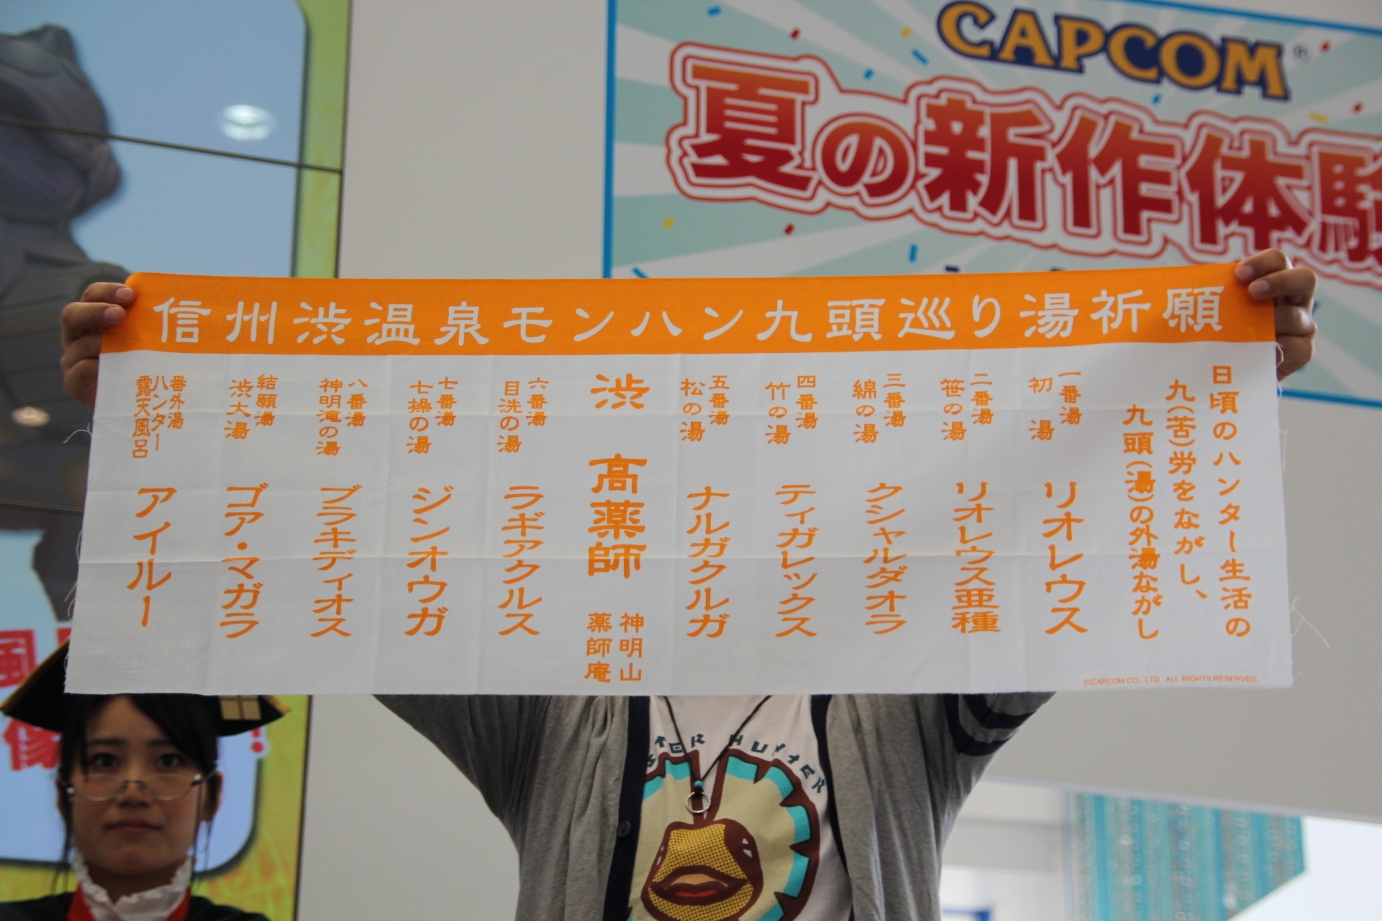 CAPCOM®
夏の新作体験
信州渋温泉モンハン九頭巡り湯祈願
日頃のハンター生活の
九(苦)労をながし、
九頭(湯)の外湯ながし
一番湯
初湯
リオレウス
二番湯
笹の湯
リオレウス亜種
三番湯
綿の湯
クシャルダオラ
四番湯
竹の湯
ティガレックス
五番湯
松の湯
ナルガクルガ
渋 高薬師
神明山
薬師庵
六番湯
目洗の湯
ラギアクルス
七番湯
七操の湯
ジンオウガ
八番湯
神明滝の湯
ブラキディオス
結願湯
渋大湯
ゴア・マガラ
番外湯
ハンター
露天風呂
アイルー
©CAPCOM CO., LTD. ALL RIGHTS RESERVED.
HUNTER
像
！